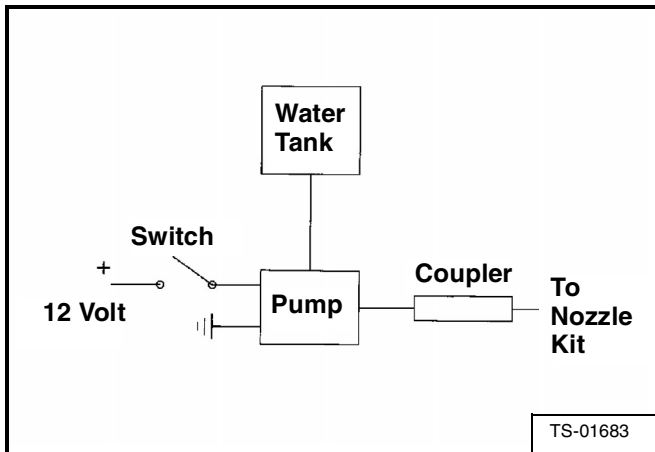 Water
Tank
Switch
+
12 Volt
Pump
Coupler
To
Nozzle
Kit
TS-01683